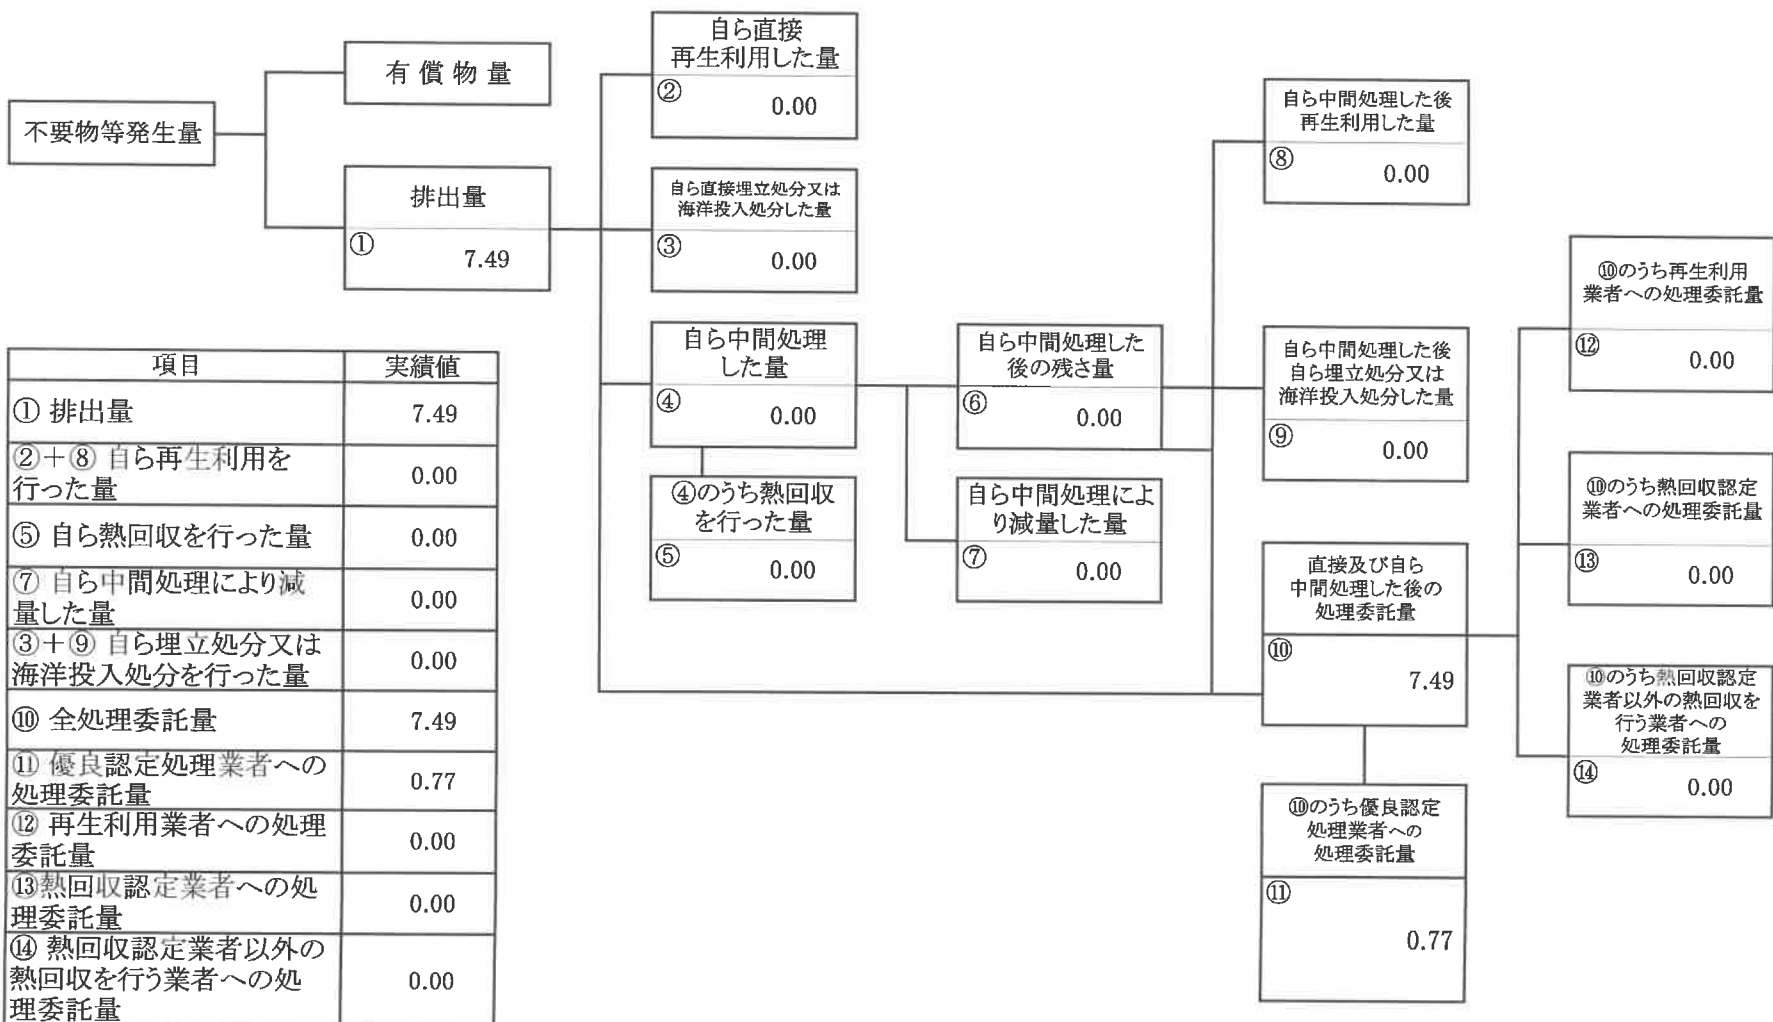 不要物等発生量
有償物量
排出量
①
7.49
自ら直接
再生利用した量
②
0.00
自ら直接埋立処分又は
海洋投入処分した量
③
0.00
自ら中間処理
した量
④
0.00
④のうち熱回収
を行った量
⑤
0.00
自ら中間処理した
後の残さ量
⑥
0.00
自ら中間処理によ
り減量した量
⑦
0.00
自ら中間処理した後
再生利用した量
⑧
0.00
自ら中間処理した後
自ら埋立処分又は
海洋投入処分した量
⑨
0.00
直接及び自ら
中間処理した後の
処理委託量
⑩
7.49
⑩のうち優良認定
処理業者への
処理委託量
⑪
0.77
⑩のうち再生利用
業者への処理委託量
⑫
0.00
⑩のうち熱回収認定
業者への処理委託量
⑬
0.00
⑩のうち熱回収認定
業者以外の熱回収を
行う業者への
処理委託量
⑭
0.00
項目 実績値
① 排出量 7.49
②+⑧ 自ら再生利用を
行った量 0.00
⑤ 自ら熱回収を行った量 0.00
⑦ 自ら中間処理により減
量した量 0.00
③+⑨ 自ら埋立処分又は
海洋投入処分を行った量 0.00
⑩ 全処理委託量 7.49
⑪ 優良認定処理業者への
処理委託量 0.77
⑫ 再生利用業者への処理
委託量 0.00
⑬熱回収認定業者への処
理委託量 0.00
⑭ 熱回収認定業者以外の
熱回収を行う業者への処
理委託量 0.00